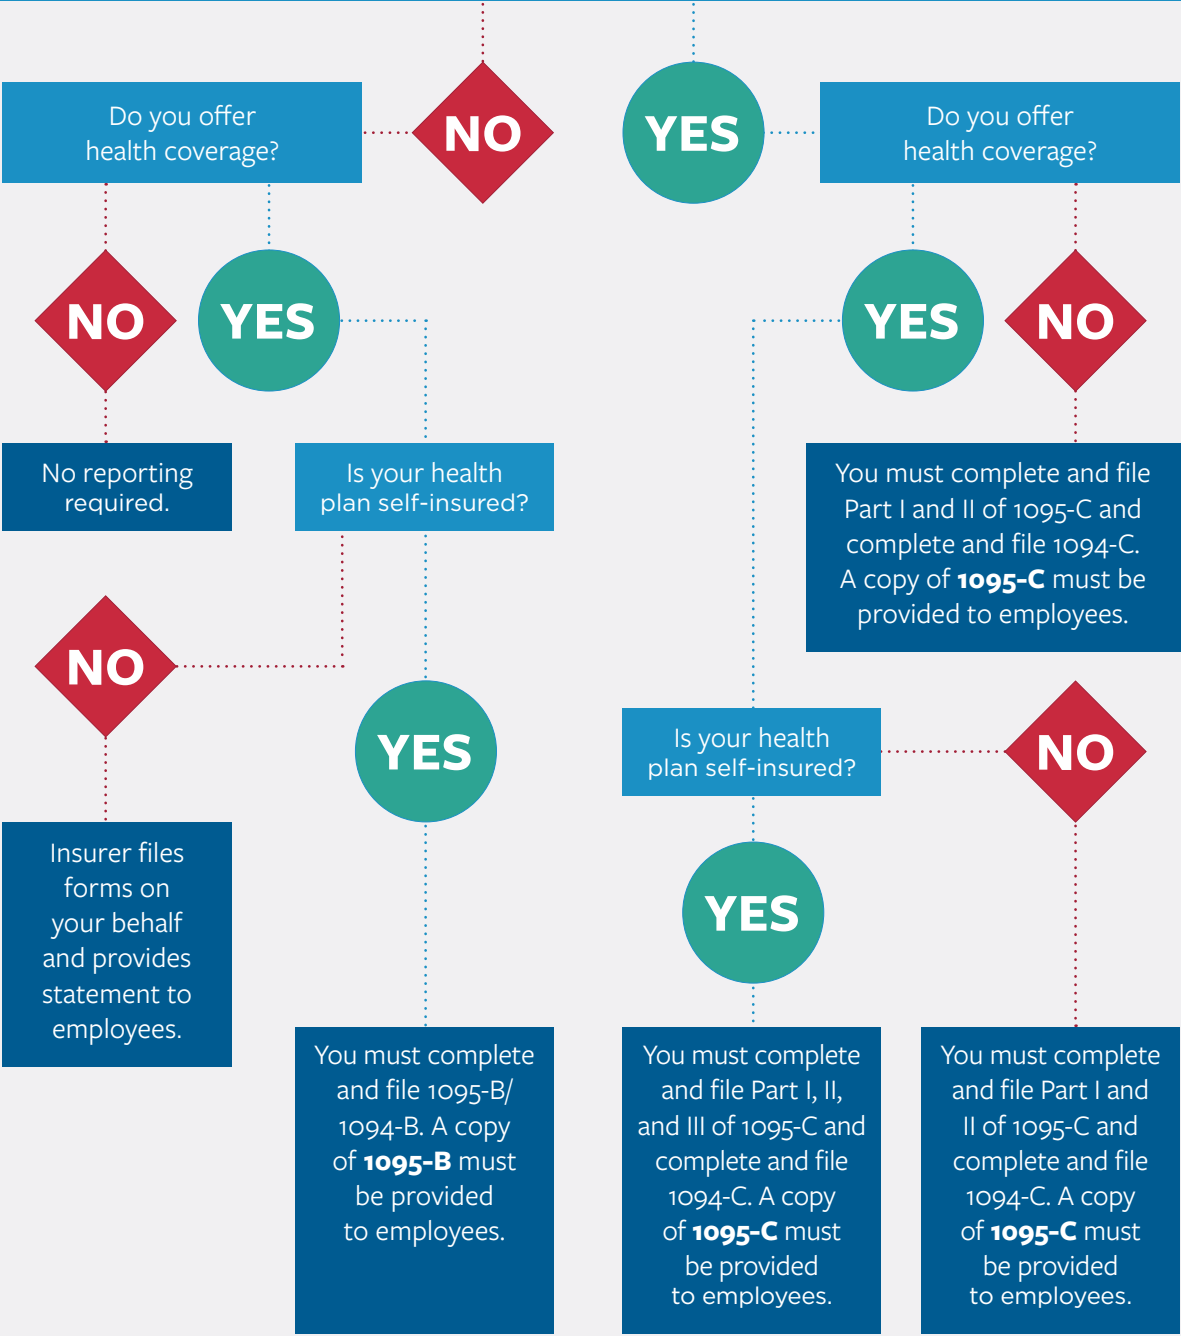 NO
YES
Do you offer
health coverage?
Do you offer
health coverage?
NO
YES
YES
NO
No reporting
required.
Is your health
plan self-insured?
You must complete and file
Part I and II of 1095-C and
complete and file 1094-C.
A copy of 1095-C must be
provided to employees.
NO
YES
Is your health
plan self-insured?
NO
Insurer files
forms on
your behalf
and provides
statement to
employees.
YES
You must complete
and file 1095-B/
1094-B. A copy
of 1095-B must
be provided
to employees.
You must complete
and file Part I, II,
and III of 1095-C and
complete and file
1094-C. A copy
of 1095-C must
be provided
to employees.
You must complete
and file Part I and
II of 1095-C and
complete and file
1094-C. A copy
of 1095-C must
be provided
to employees.